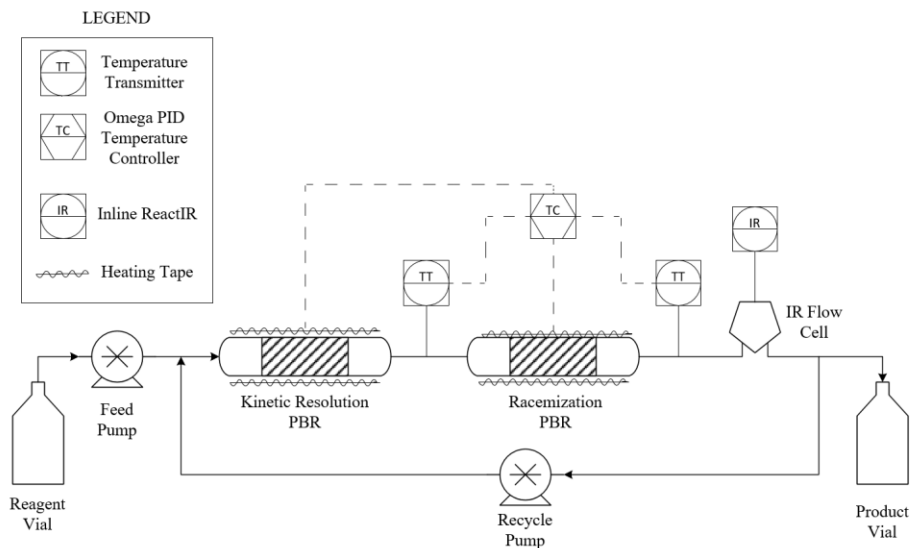 LEGEND
TT
Temperature
Transmitter
TC
Omega PID
Temperature
Controller
IR
Inline ReactIR
Heating Tape
TC
IR
TT
TT
IR Flow
Cell
Feed
Pump
Kinetic Resolution
PBR
Racemization
PBR
Reagent
Vial
Recycle
Pump
Product
Vial